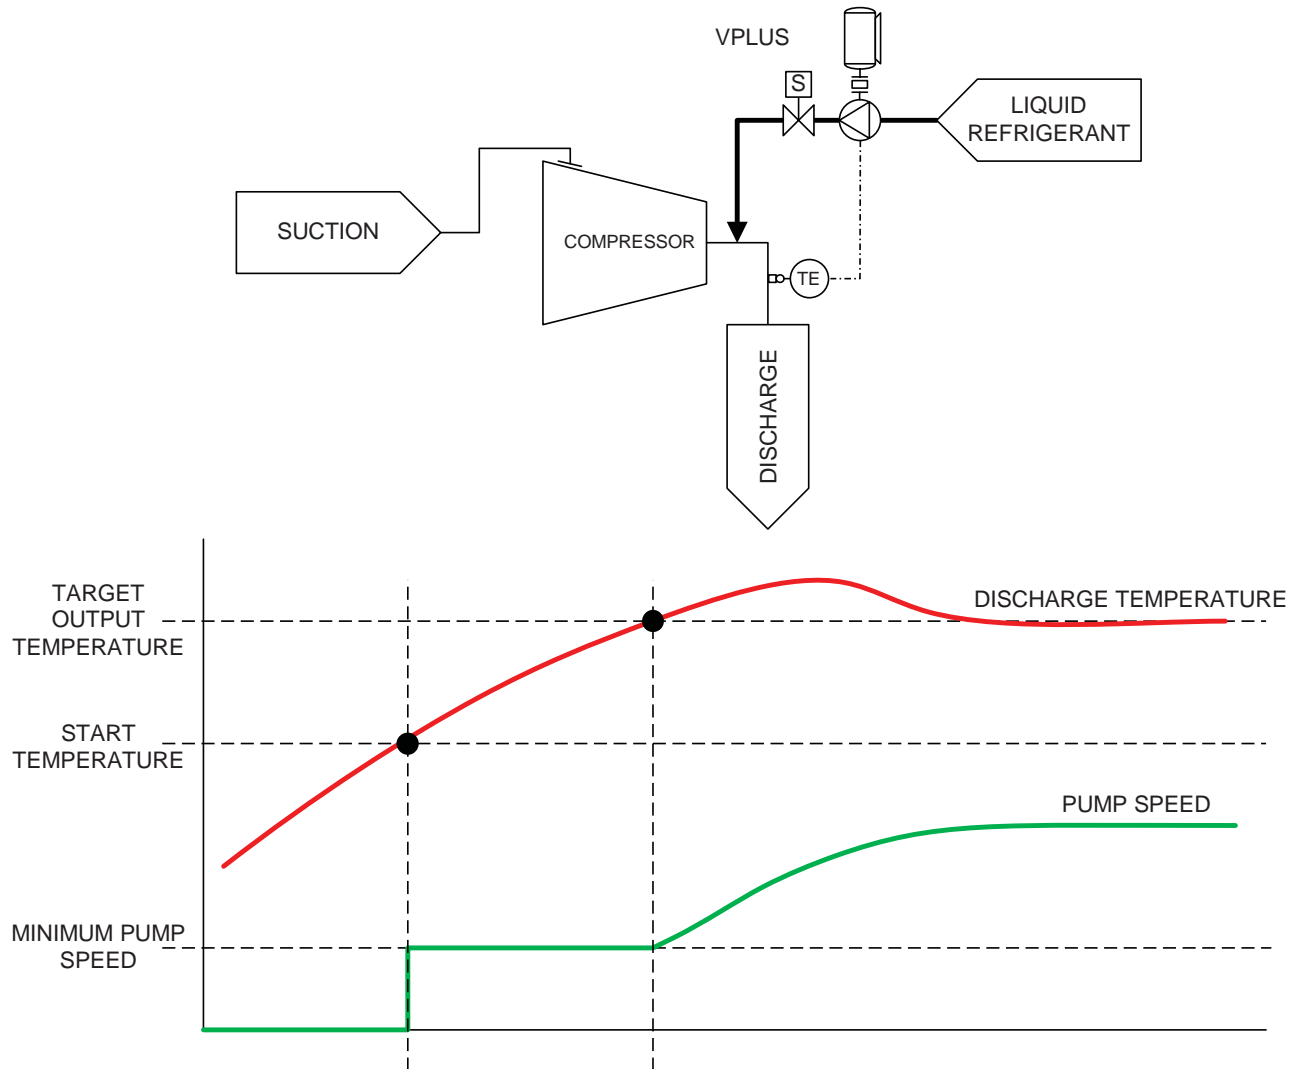 VPLUS
S
LIQUID
REFRIGERANT
SUCTION
COMPRESSOR
TE
DISCHARGE
TARGET
OUTPUT
TEMPERATURE
DISCHARGE TEMPERATURE
START
TEMPERATURE
PUMP SPEED
MINIMUM PUMP
SPEED